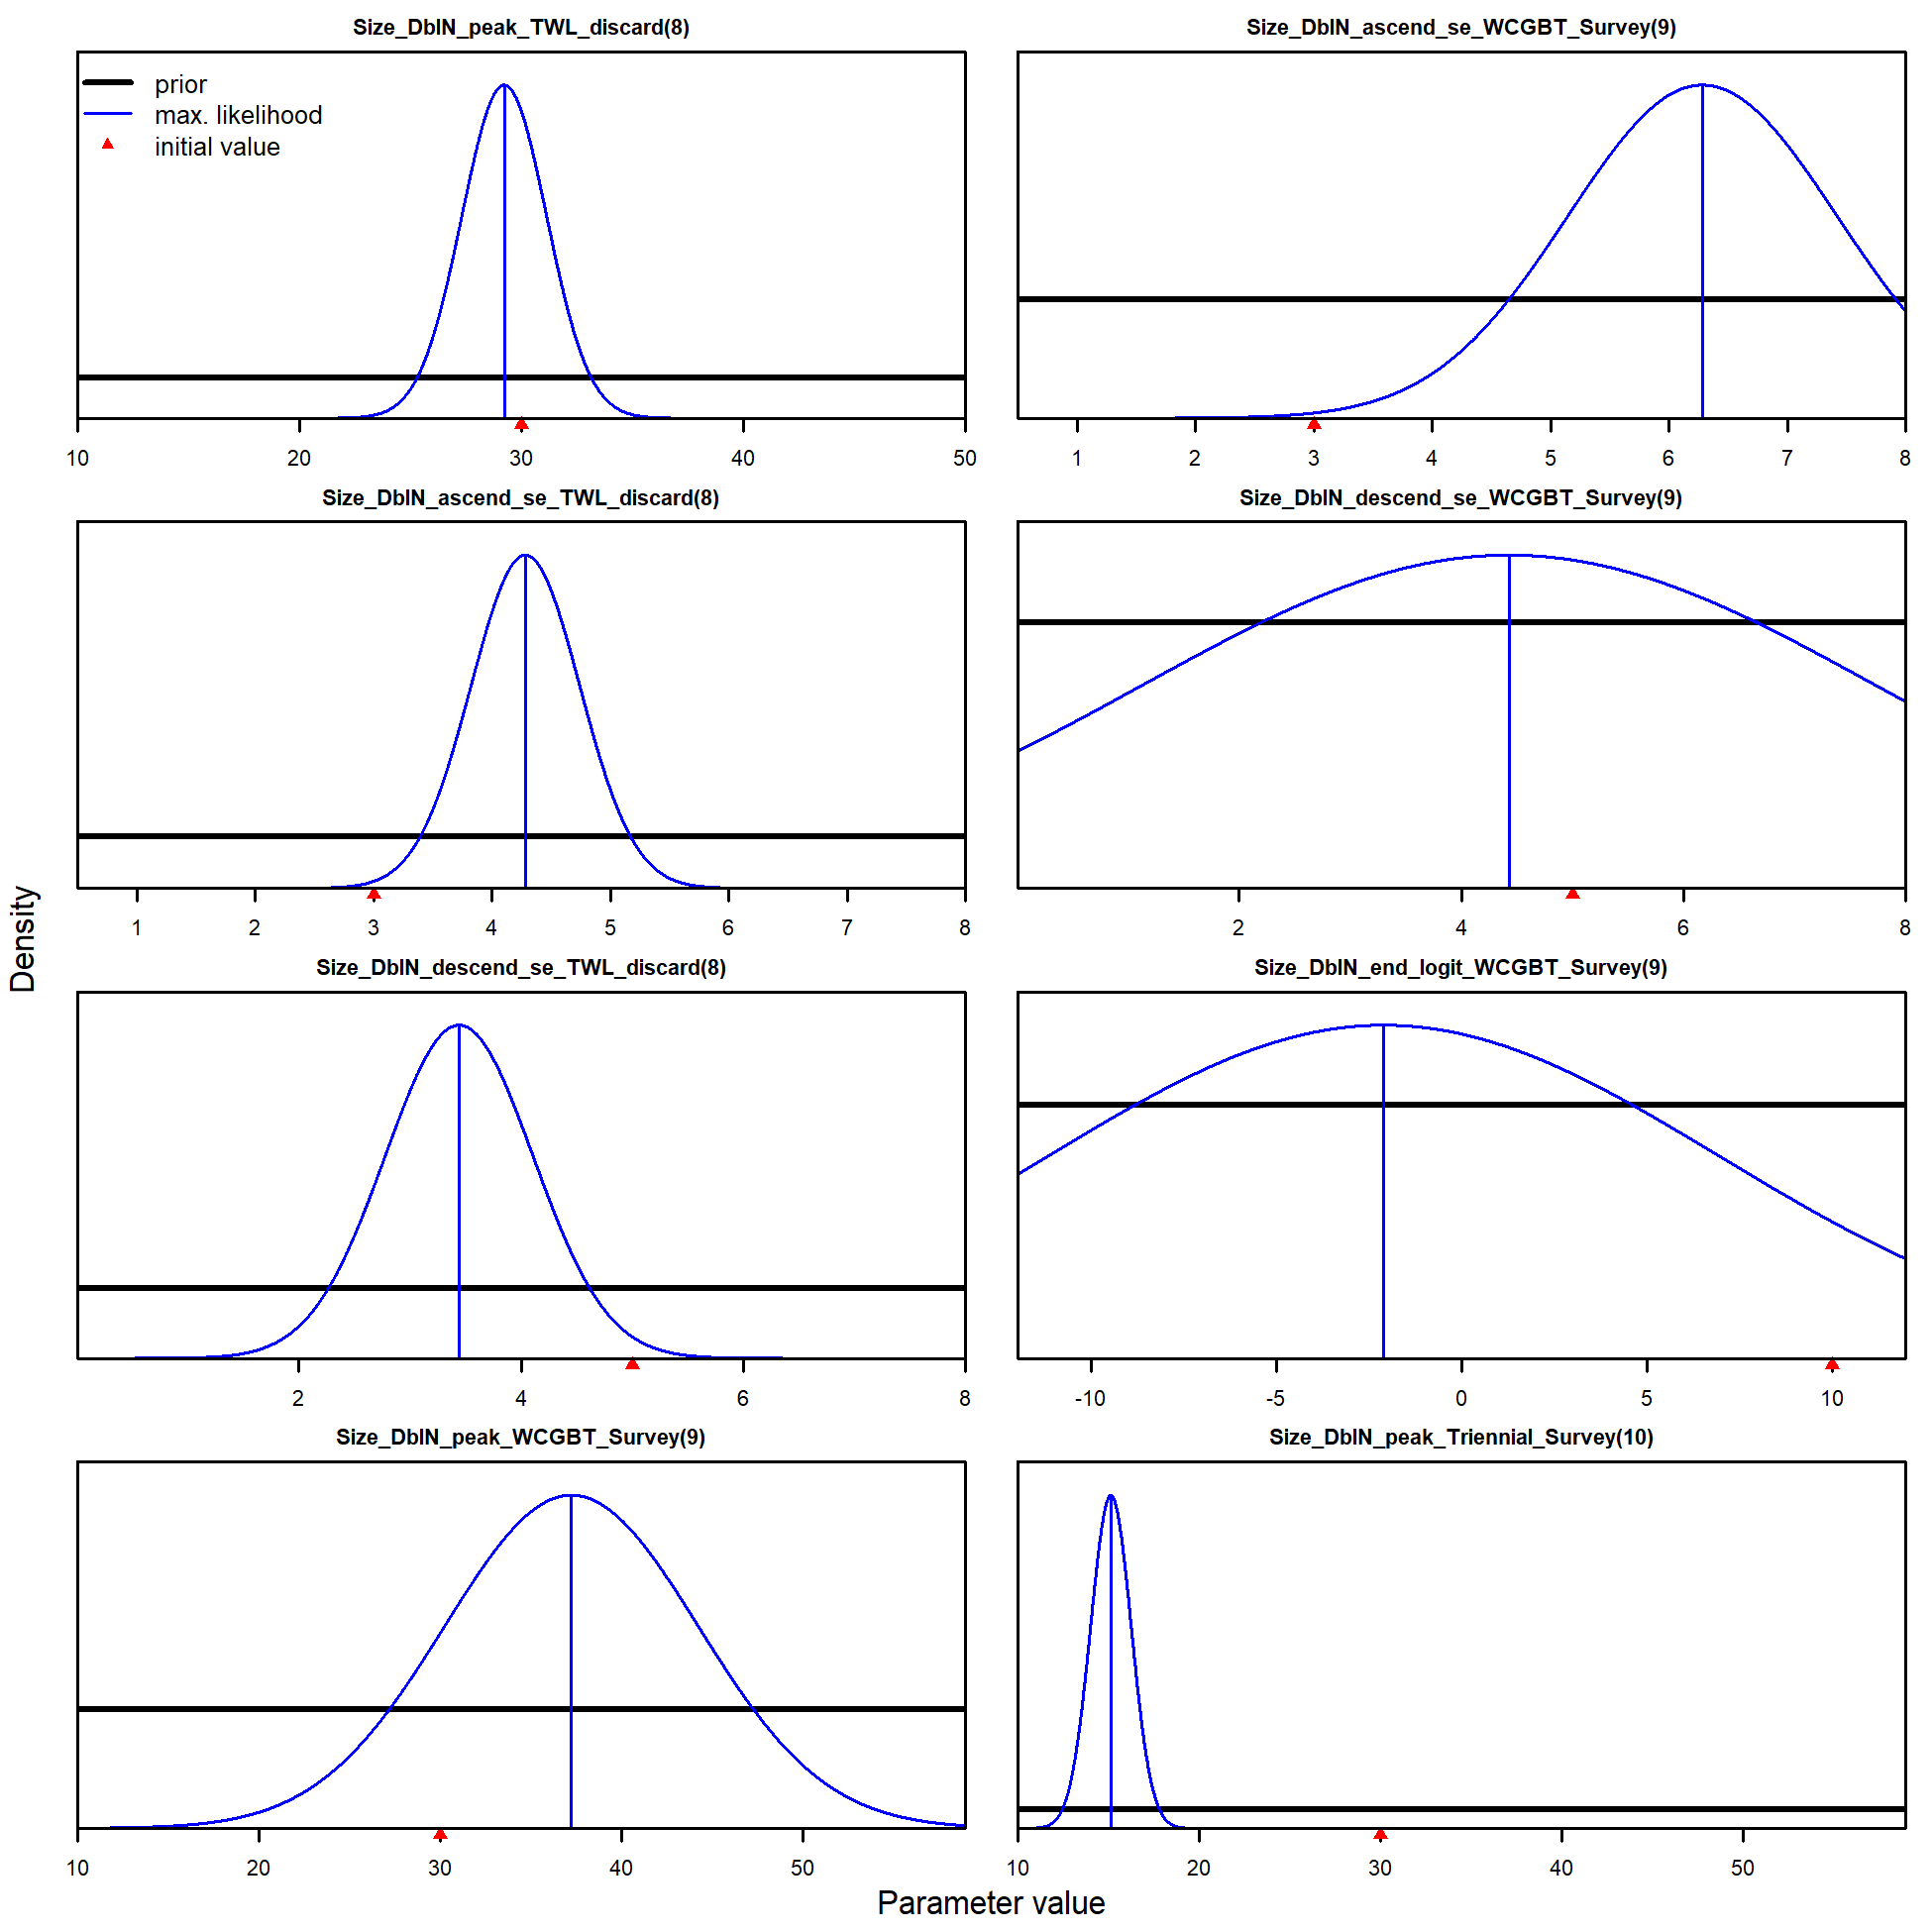 Size_DblN_peak_TWL_discard(8)
prior
max. likelihood
initial value
10 20 30 40 50
Size_DblN_ascend_se_WCGBT_Survey(9)
1 2 3 4 5 6 7 8
Size_DblN_ascend_se_TWL_discard(8)
1 2 3 4 5 6 7 8
Size_DblN_descend_se_WCGBT_Survey(9)
2 4 6 8
Size_DblN_descend_se_TWL_discard(8)
2 4 6 8
Size_DblN_end_logit_WCGBT_Survey(9)
-10 -5 0 5 10
Size_DblN_peak_WCGBT_Survey(9)
10 20 30 40 50
Size_DblN_peak_Triennial_Survey(10)
10 20 30 40 50
Density
Parameter value